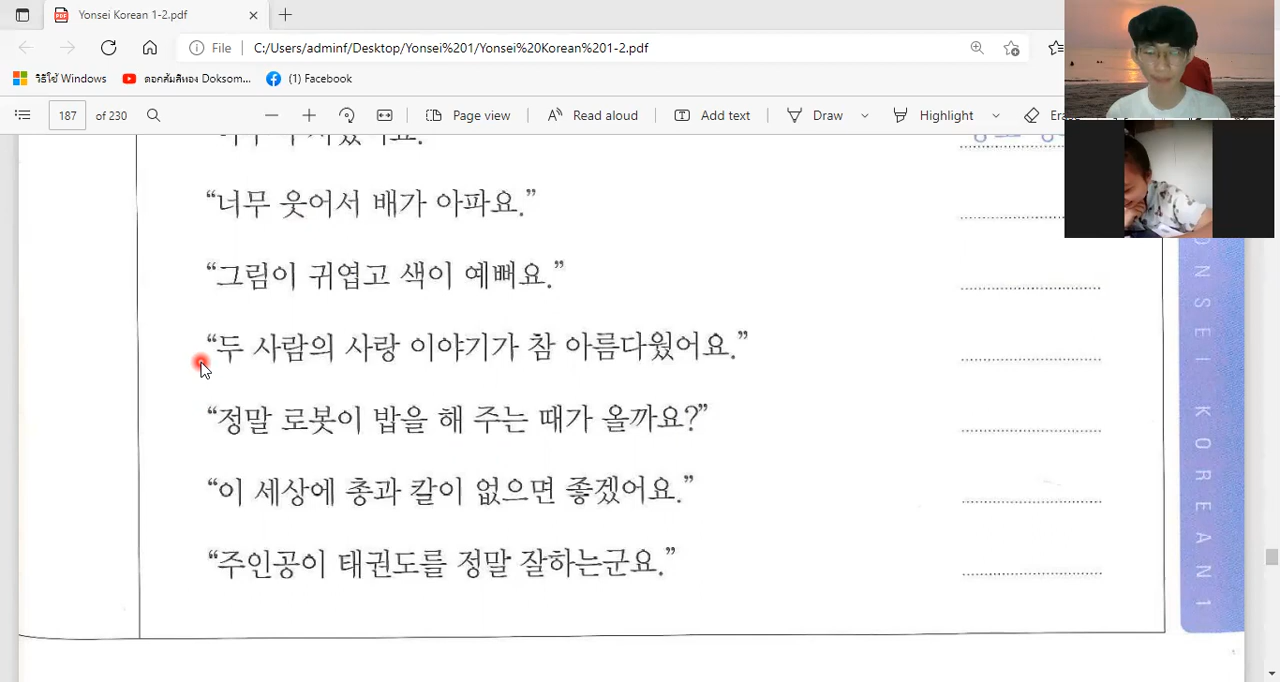 Yonsei Korean 1-2.pdf
File C:/Users/adminf/Desktop/Yonsei%201/Yonsei%20Korean%201-2.pdf
วิธีใช้ Windows
ดอกส้มสีทอง Doksom...
(1) Facebook
187 of 230
Page view
Read aloud
Add text
Draw
Highlight
“너무 웃어서 배가 아파요.”
“그림이 귀엽고 색이 예뻐요.”
“두 사람의 사랑 이야기가 참 아름다웠어요.”
“정말 로봇이 밥을 해 주는 때가 올까요?”
“이 세상에 총과 칼이 없으면 좋겠어요.”
“주인공이 태권도를 정말 잘하는군요.”
KOREAN 1